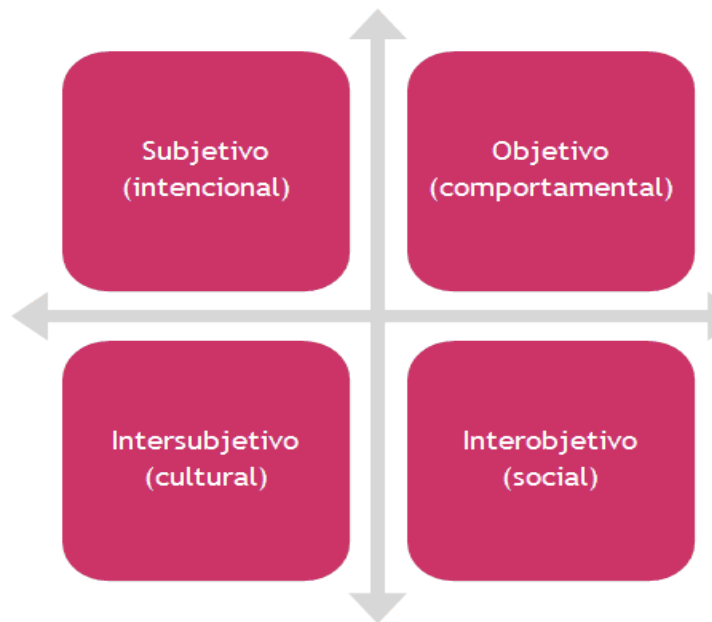 Subjetivo
(intencional)
Objetivo
(comportamental)
Intersubjetivo
(cultural)
Interobjetivo
(social)